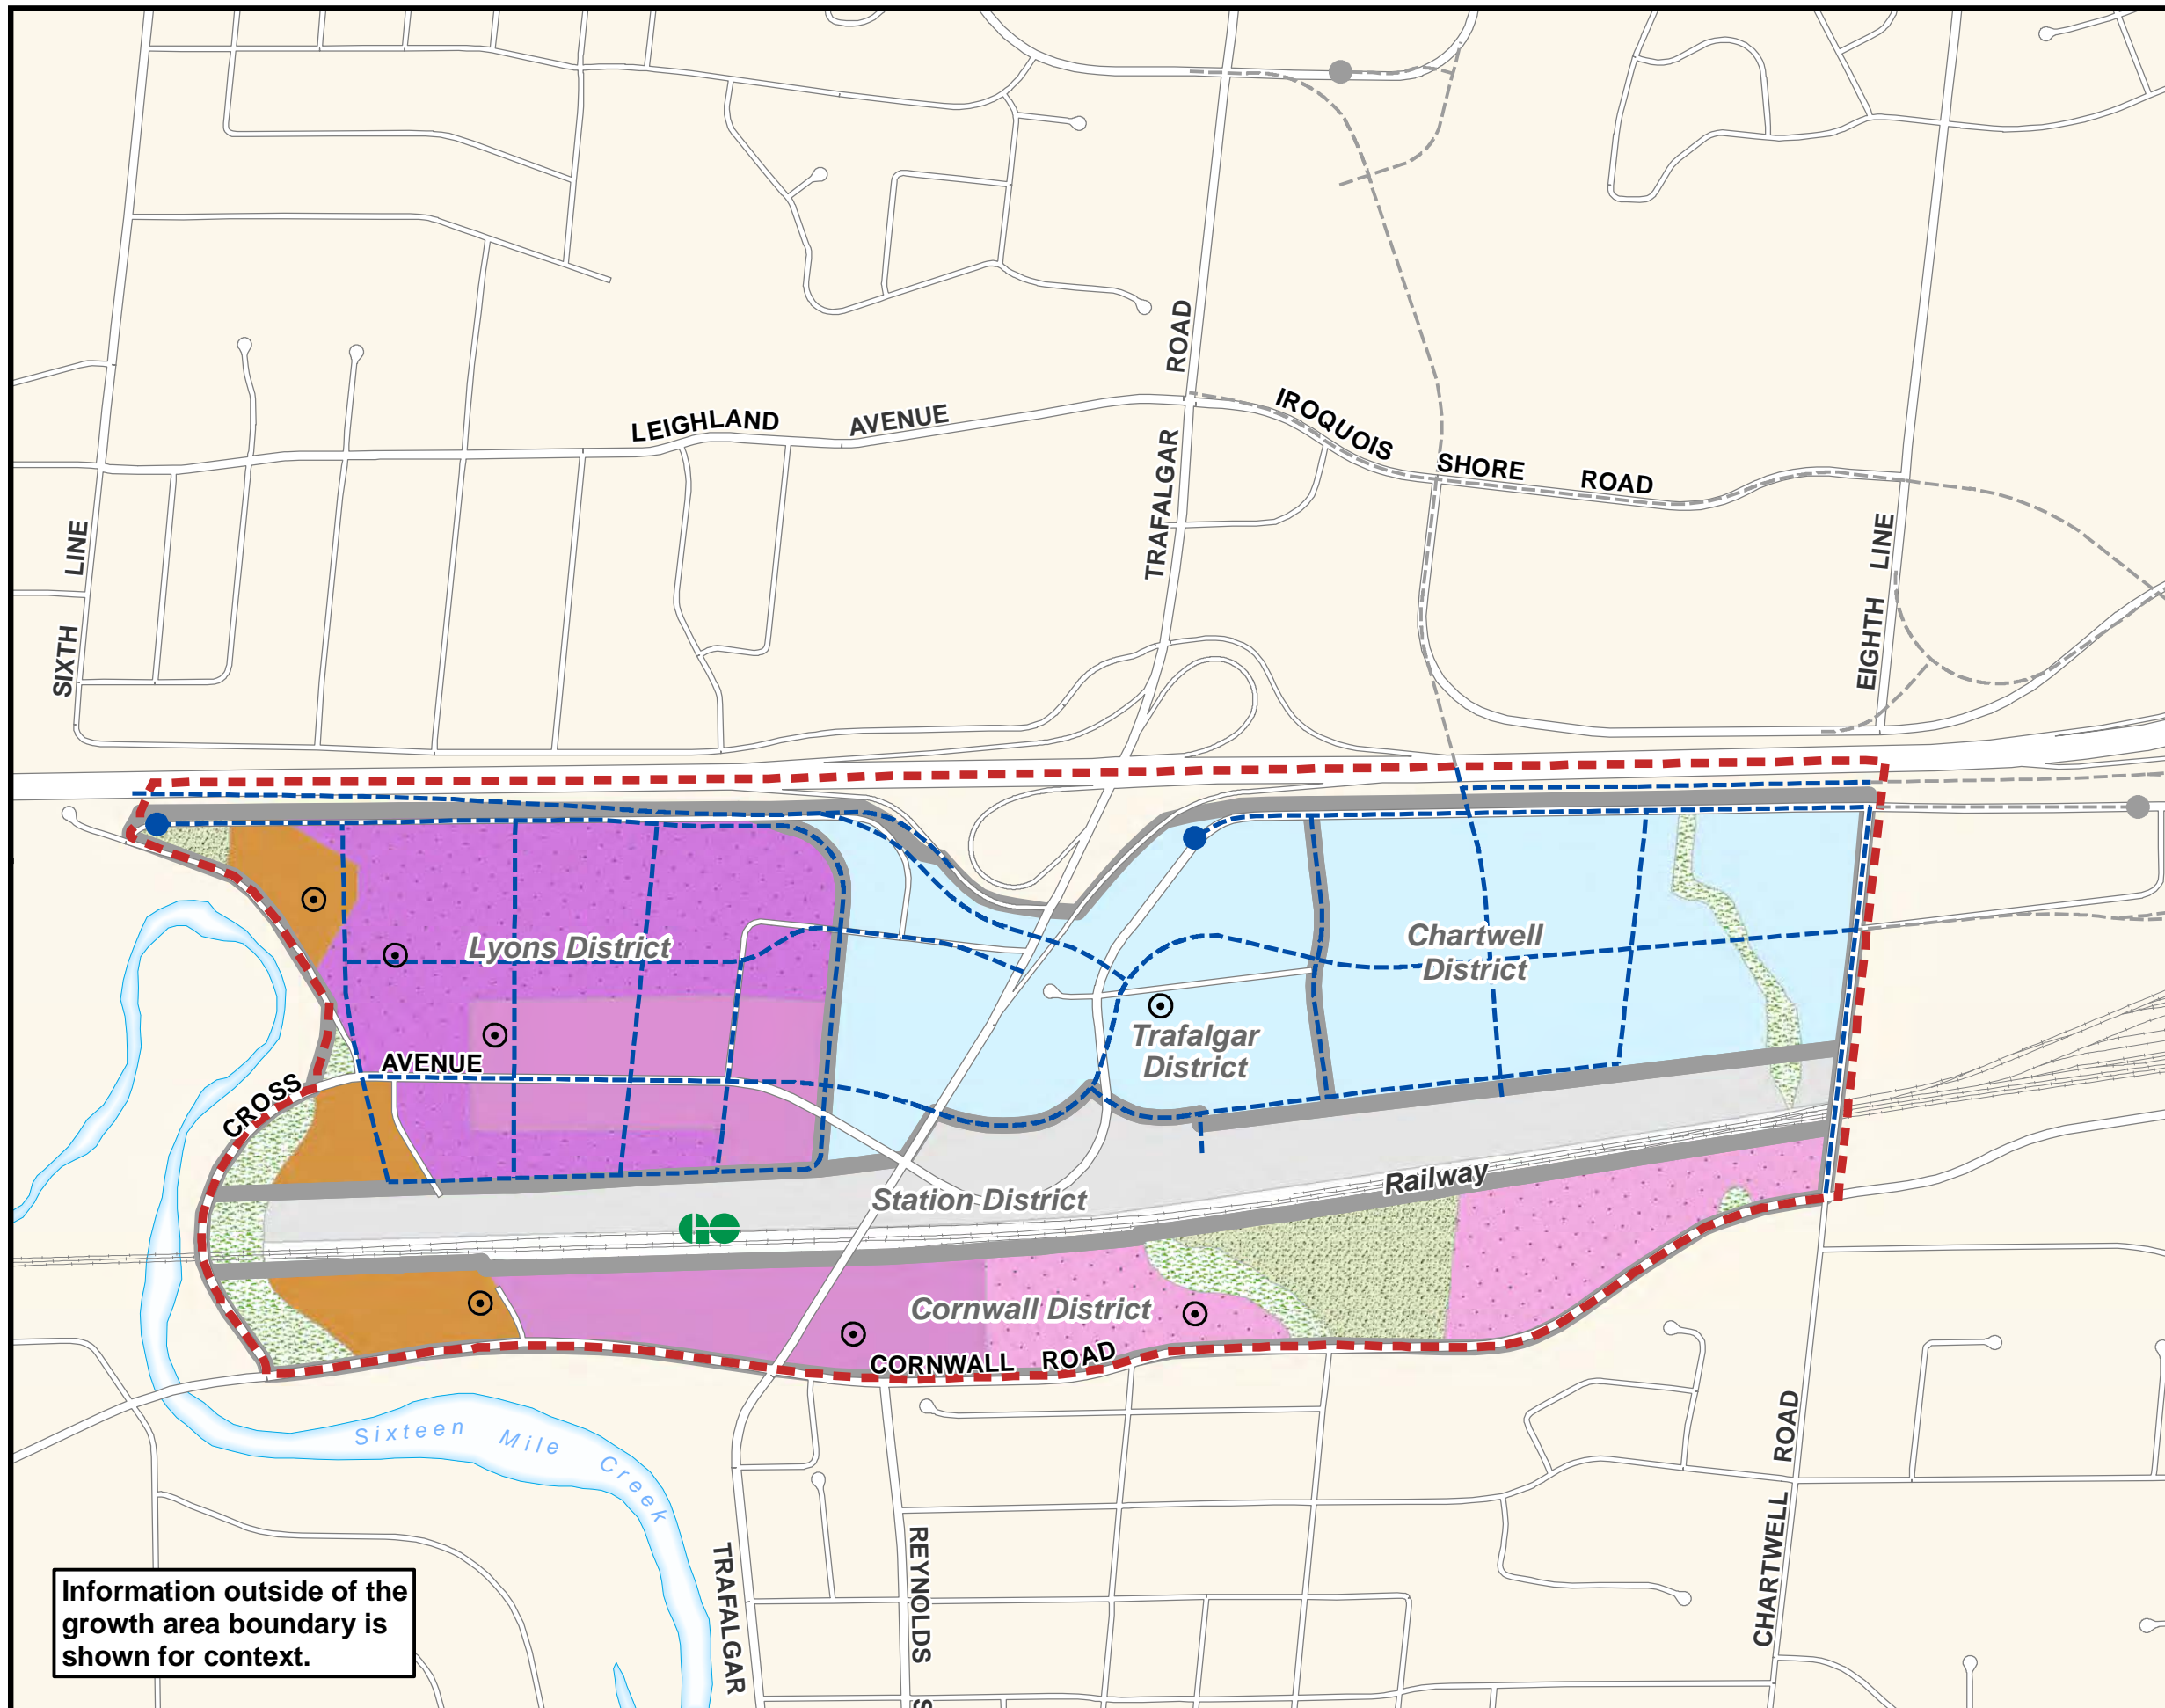 ROAD
IROQUOIS
LEIGHLAND
AVENUE
SHORE
ROAD
TRAFALGAR
SIXTH LINE
EIGHTH LINE
Lyons District
Chartwell
District
Trafalgar
District
AVENUE
CROSS
Railway
Station District
Cornwall District
CORNWALL ROAD
Sixteen Mile Creek
CHARTWELL ROAD
TRAFALGAR
REYNOLDS
Information outside of the
growth area boundary is
shown for context.